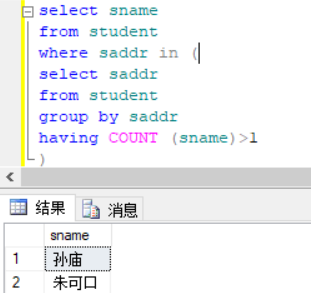 select sname
from student
where saddr in (
select saddr
from student
group by saddr
having COUNT (sname)>1
)
结果 消息
sname
1 孙庙
2 朱可口